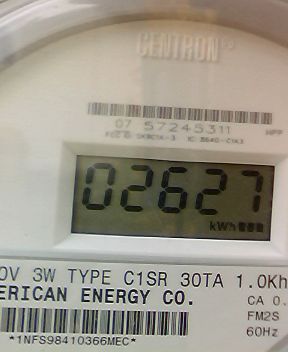 CENTRON
07 57245311
02627
kWh
0V 3W TYPE C1SR 30TA 1.0Kh
ERICAN ENERGY CO.
CA 0.
FM2S
*1NFS98410366MEC*
60Hz